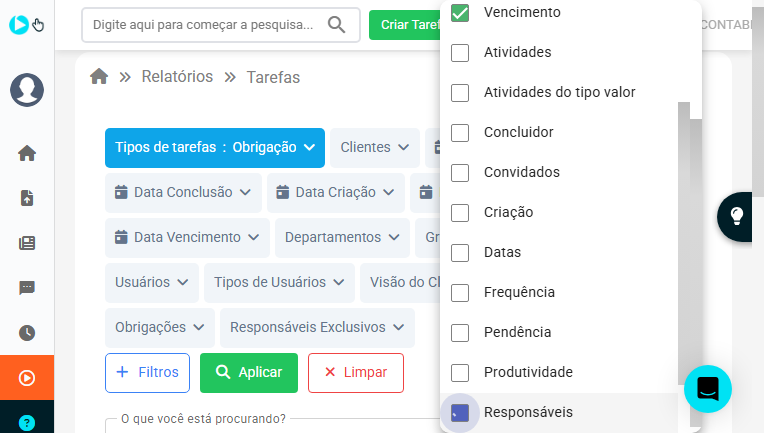 Digite aqui para começar a pesquisa...
Criar Taref
CONTABI
Relatórios
Tarefas
Tipos de tarefas : Obrigação
Clientes
Data Conclusão
Data Criação
Data Vencimento
Departamentos
Gr
Usuários
Tipos de Usuários
Visão do Cl
Obrigações
Responsáveis Exclusivos
+ Filtros
Aplicar
Limpar
O que você está procurando?
Vencimento
Atividades
Atividades do tipo valor
Concluidor
Convidados
Criação
Datas
Frequência
Pendência
Produtividade
Responsáveis